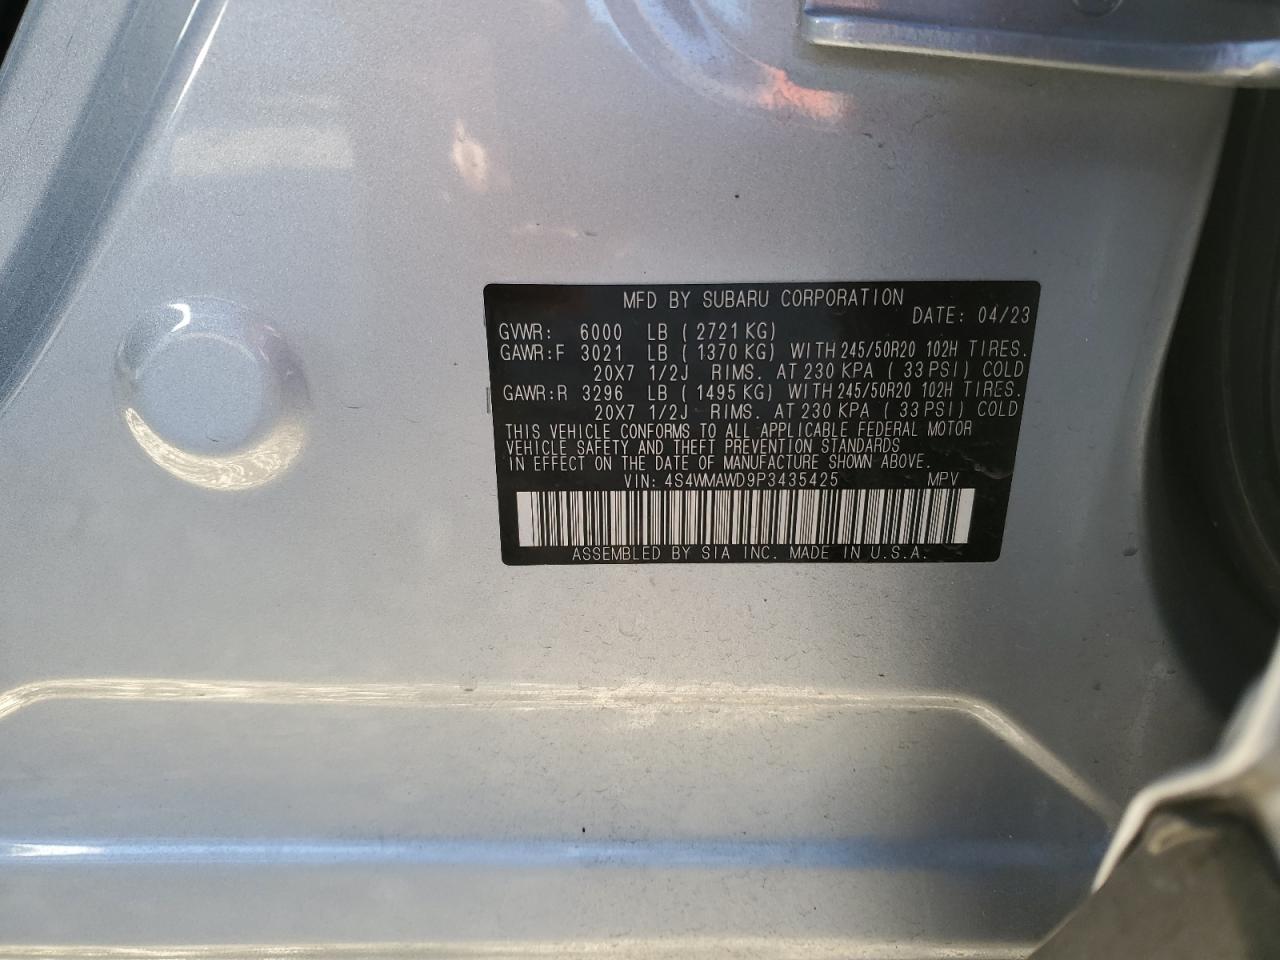 MFD BY SUBARU CORPORATION
DATE: 04/23
GVWR: 6000 LB ( 2721 KG)
GAWR:F 3021 LB ( 1370 KG) WITH 245/50R20 102H TIRES.
20X7 1/2J RIMS. AT 230 KPA ( 33 PSI) COLD
GAWR:R 3296 LB ( 1495 KG) WITH 245/50R20 102H TIRES.
20X7 1/2J RIMS. AT 230 KPA ( 33 PSI) COLD
THIS VEHICLE CONFORMS TO ALL APPLICABLE FEDERAL MOTOR
VEHICLE SAFETY AND THEFT PREVENTION STANDARDS
IN EFFECT ON THE DATE OF MANUFACTURE SHOWN ABOVE.
VIN: 4S4WMAWD9P3435425 MPV
ASSEMBLED BY SIA INC. MADE IN U.S.A.